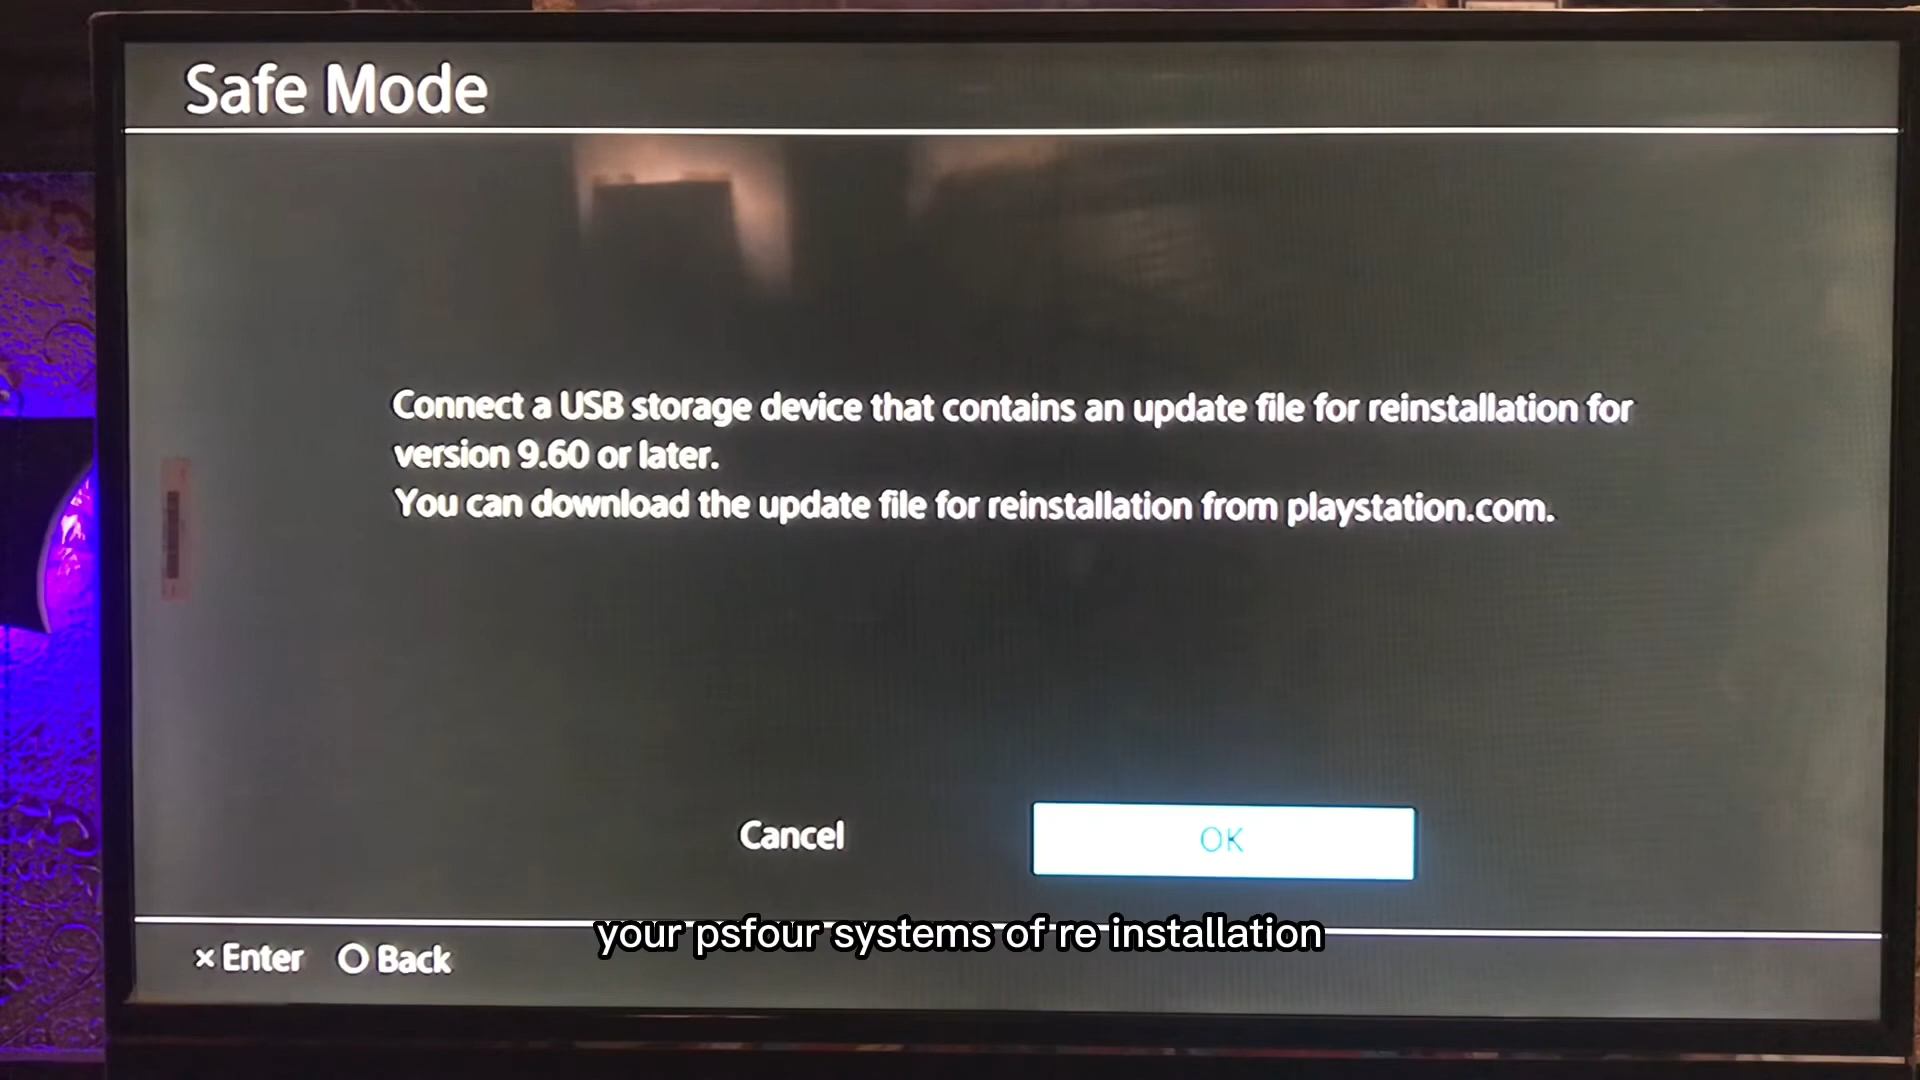 Safe Mode
Connect a USB storage device that contains an update file for reinstallation for
version 9.60 or later.
You can download the update file for reinstallation from playstation.com.
Cancel
OK
your psfour systems of re installation
× Enter O Back